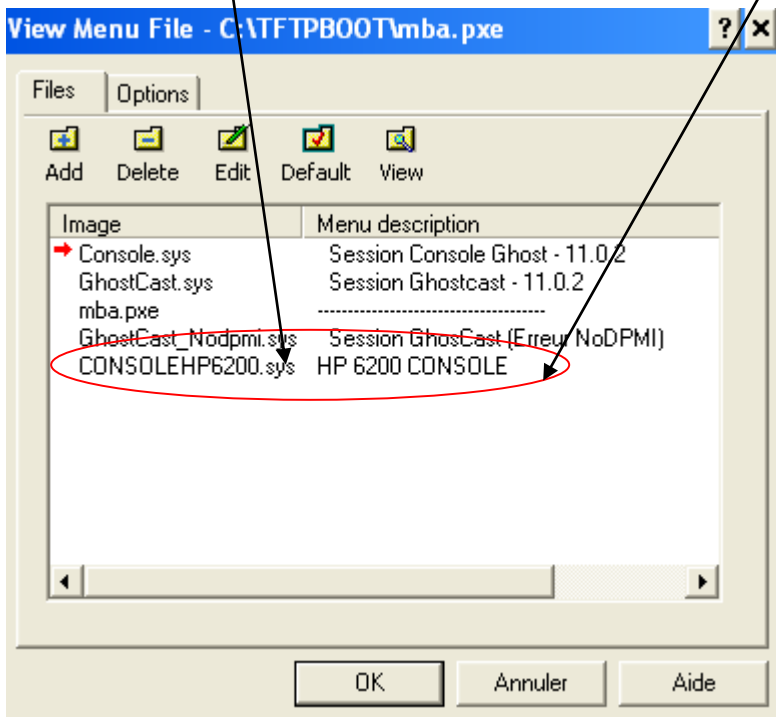 View Menu File - C:\TFTPBOOT\mba.pxe
Files Options
Add Delete Edit Default View
Image Menu description
Console.sys Session Console Ghost - 11.0.2
GhostCast.sys Session Ghostcast - 11.0.2
mba.pxe -----------------------------------
GhostCast_Nodpmi.sys Session GhosCast (Erreur NoDPMI)
CONSOLEHP6200.sys HP 6200 CONSOLE
OK Annuler Aide